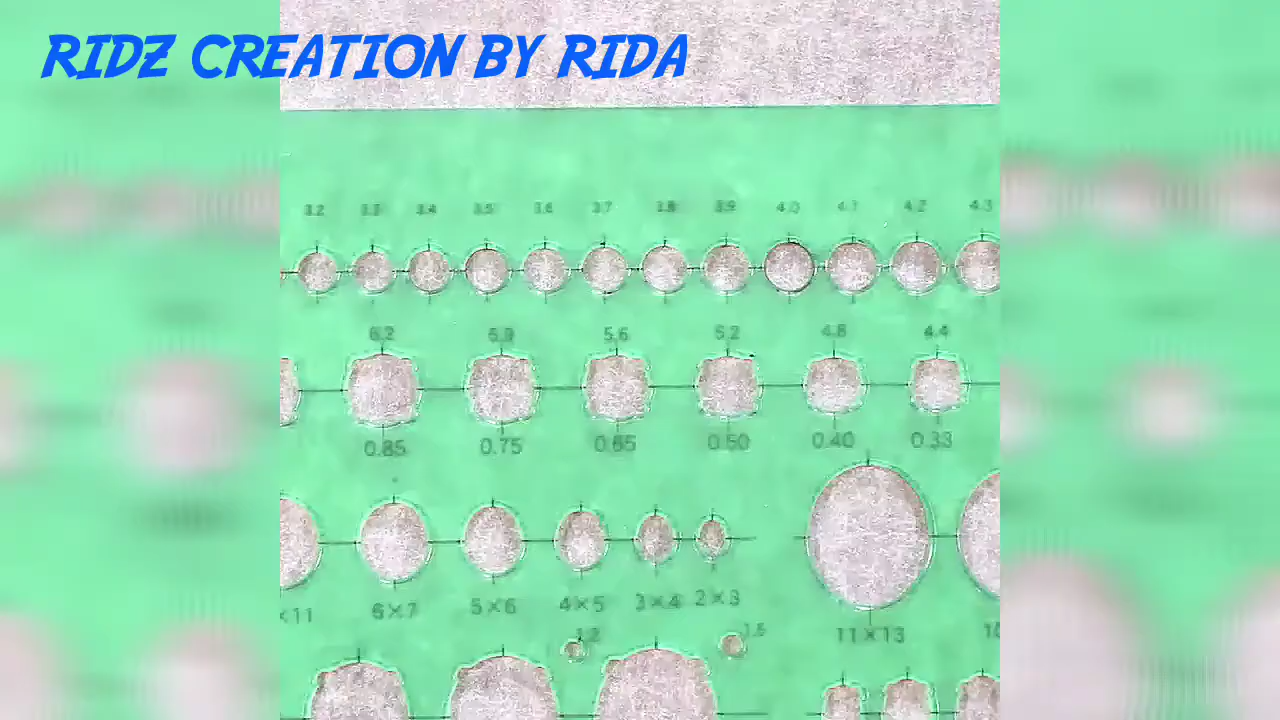 RIDZ CREATION BY RIDA
3.2 3.3 3.4 3.5 3.6 3.7 3.8 3.9 4.0 4.1 4.2 4.3
6.2 5.9 5.6 5.2 4.8 4.4
0.85 0.75 0.65 0.50 0.40 0.33
×11 6×7 5×6 4×5 3×4 2×3 11×13
1.5